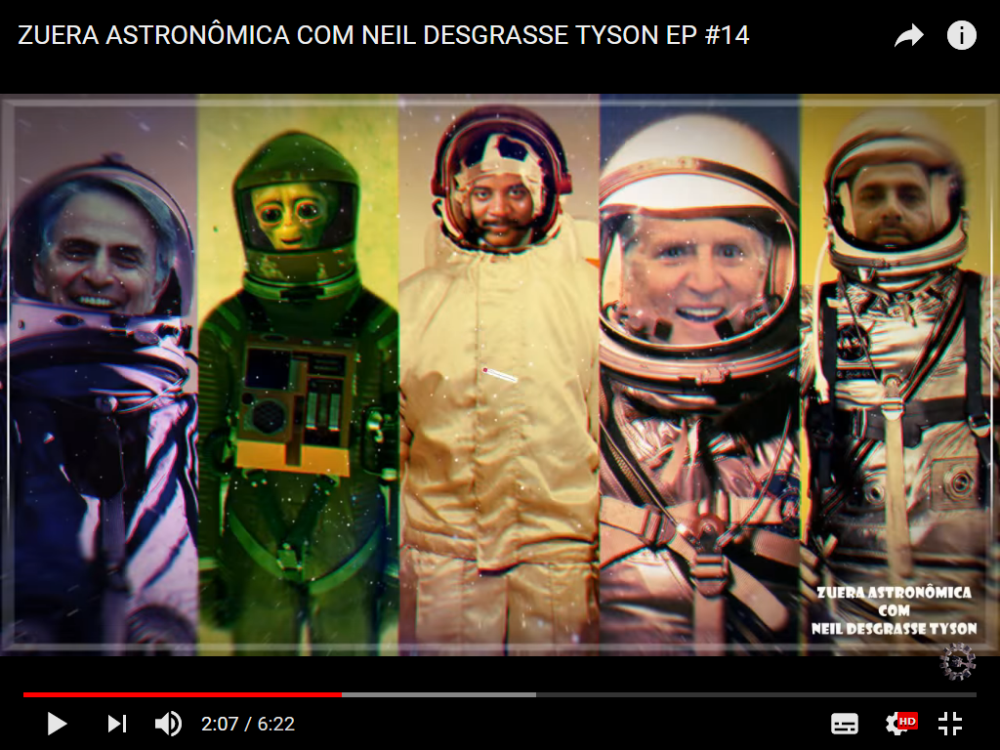 ZUERA ASTRONÔMICA COM NEIL DESGRASSE TYSON EP #14
ZUERA ASTRONÔMICA
COM
NEIL DESGRASSE TYSON
2:07 / 6:22
HD